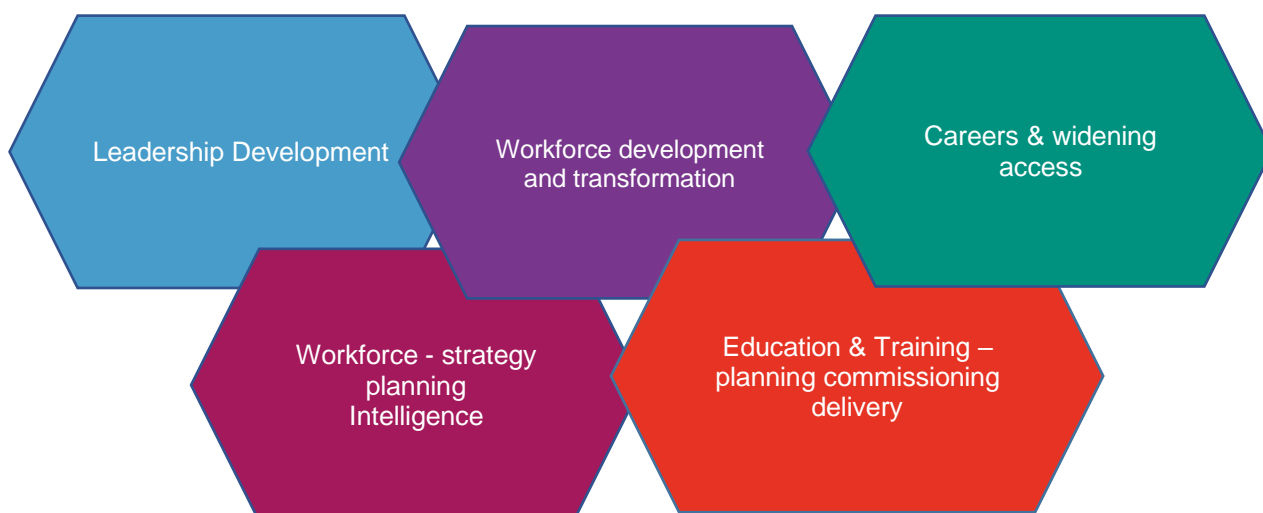 Leadership Development
Workforce development
and transformation
Careers & widening
access
Workforce - strategy
planning
Intelligence
Education & Training –
planning commissioning
delivery